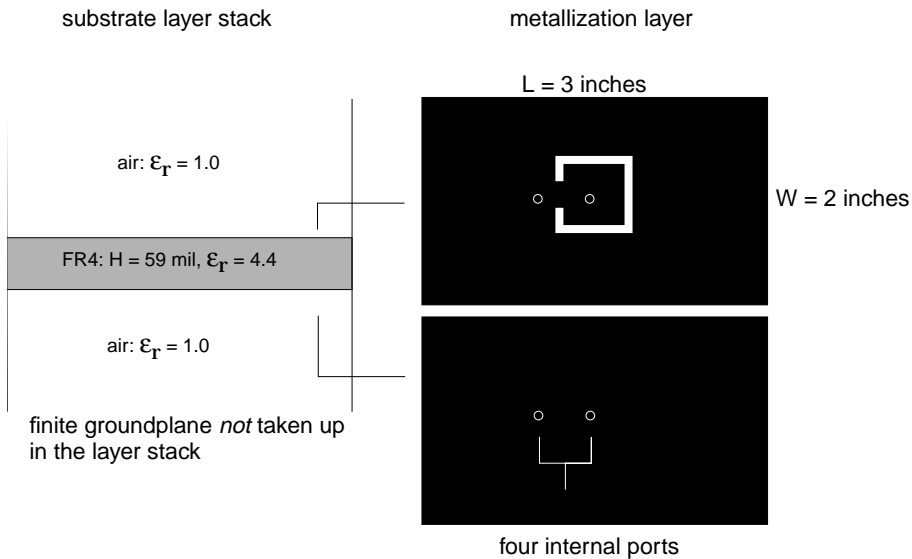 substrate layer stack
metallization layer
L = 3 inches
air: εr = 1.0
W = 2 inches
FR4: H = 59 mil, εr = 4.4
air: εr = 1.0
finite groundplane not taken up
in the layer stack
four internal ports